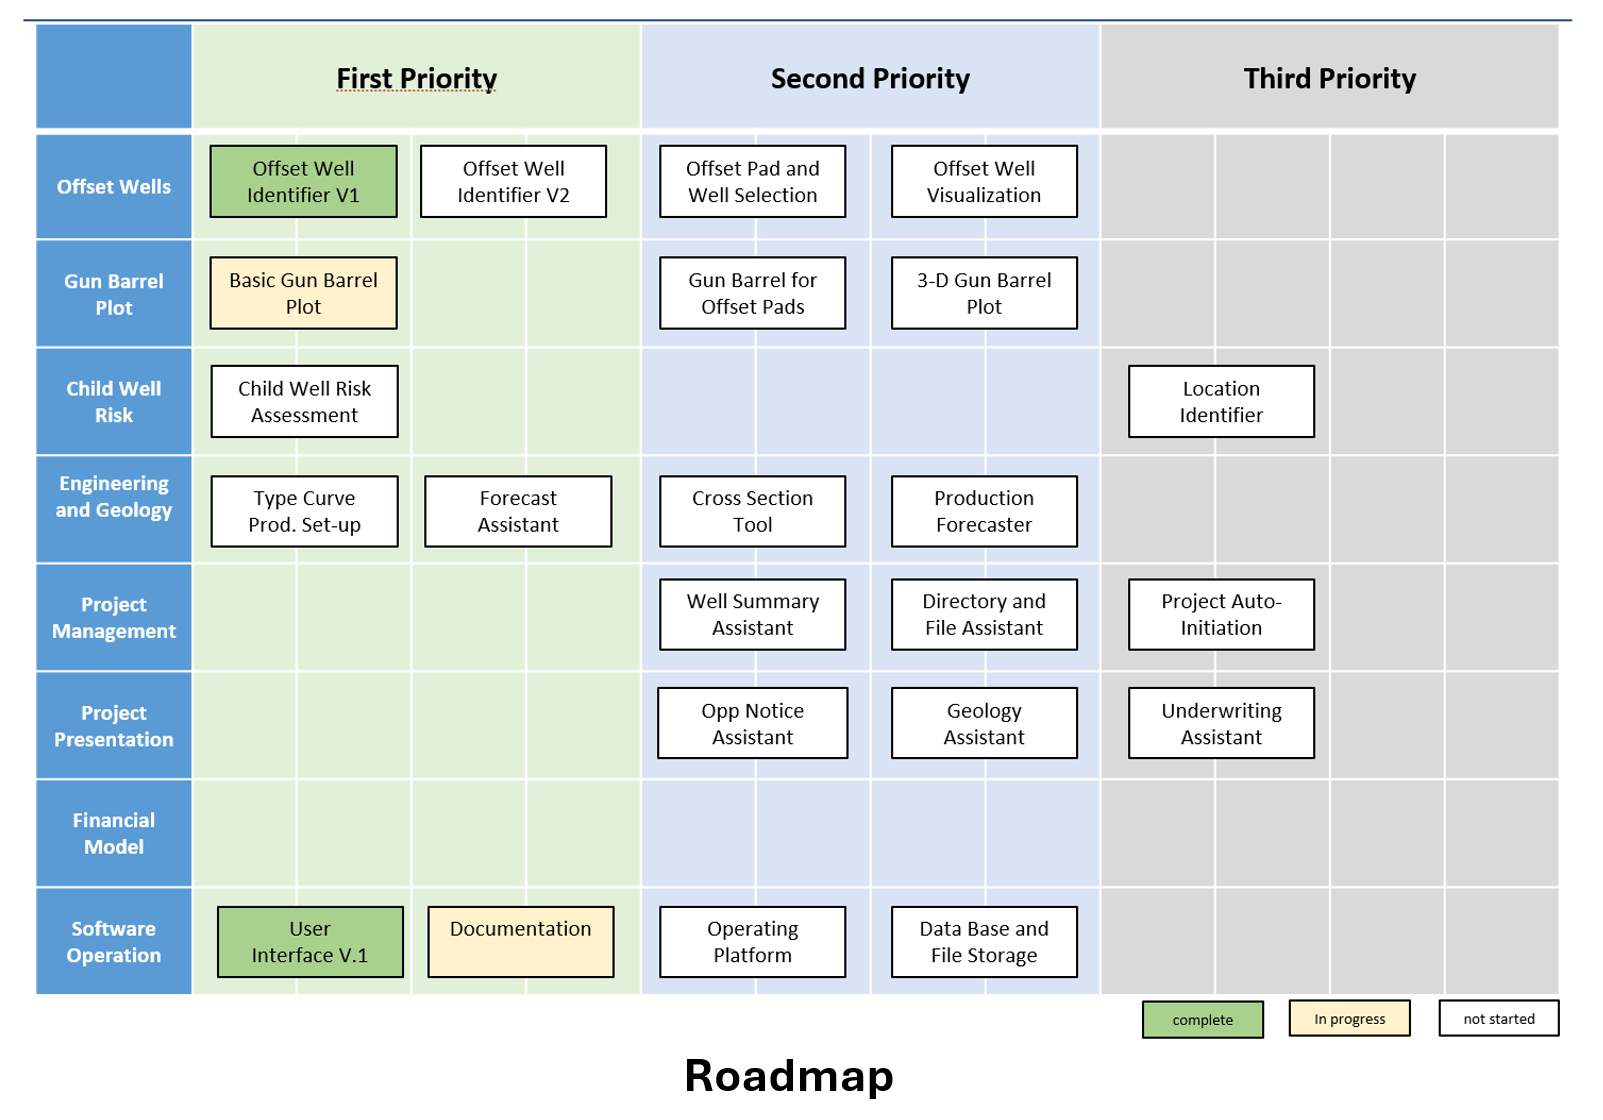 First Priority
Second Priority
Third Priority
Offset Wells
Offset Well
Identifier V1
Offset Well
Identifier V2
Offset Pad and
Well Selection
Offset Well
Visualization
Gun Barrel
Plot
Basic Gun Barrel
Plot
Gun Barrel for
Offset Pads
3-D Gun Barrel
Plot
Child Well
Risk
Child Well Risk
Assessment
Location
Identifier
Engineering
and Geology
Type Curve
Prod. Set-up
Forecast
Assistant
Cross Section
Tool
Production
Forecaster
Project
Management
Well Summary
Assistant
Directory and
File Assistant
Project Auto-
Initiation
Project
Presentation
Opp Notice
Assistant
Geology
Assistant
Underwriting
Assistant
Financial
Model
Software
Operation
User
Interface V.1
Documentation
Operating
Platform
Data Base and
File Storage
complete
In progress
not started
Roadmap